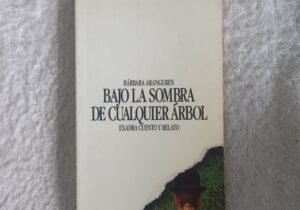 BÁRBARA ARANGUREN
BAJO LA SOMBRA
DE CUALQUIER ÁRBOL
EXADRA CUENTO Y RELATO